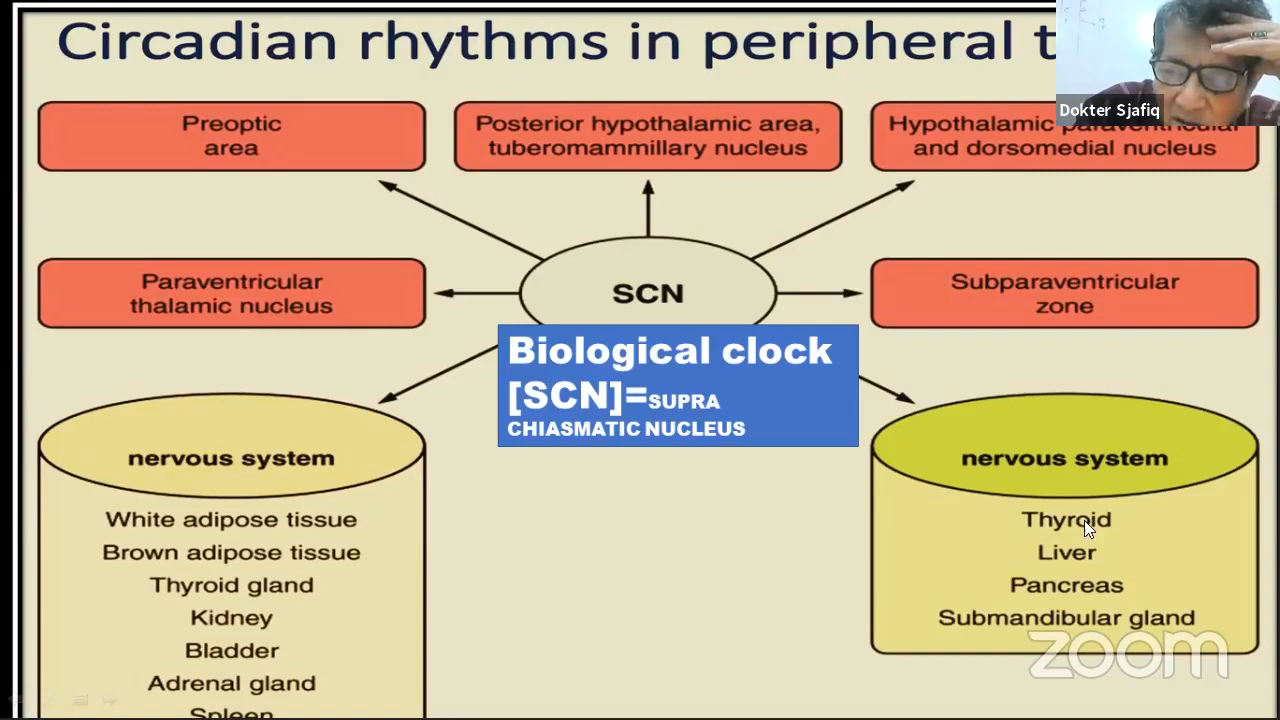 Circadian rhythms in peripheral t
Dokter Sjafiq
Preoptic
area
Posterior hypothalamic area,
tuberomammillary nucleus
Hypothalamic paraventricular
and dorsomedial nucleus
Paraventricular
thalamic nucleus
SCN
Subparaventricular
zone
Biological clock
[SCN]=SUPRA
CHIASMATIC NUCLEUS
nervous system
White adipose tissue
Brown adipose tissue
Thyroid gland
Kidney
Bladder
Adrenal gland
Spleen
nervous system
Thyroid
Liver
Pancreas
Submandibular gland
zoom